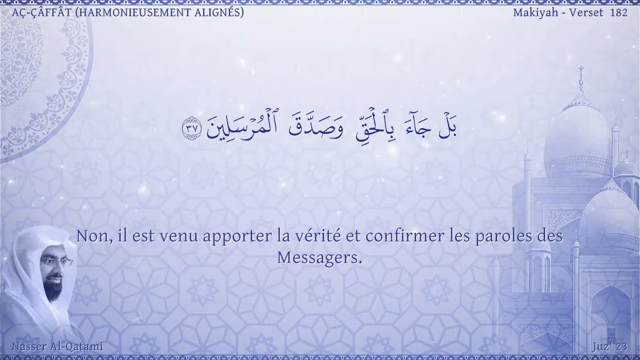 AÇ-ÇÂFFÂT (HARMONIEUSEMENT ALIGNÉS)
Makiyah - Verset 182
بَلْ جَآءَ بِٱلْحَقِّ وَصَدَّقَ ٱلْمُرْسَلِينَ ٣٧
Non, il est venu apporter la vérité et confirmer les paroles des
Messagers.
Nasser Al-Qatami
Juz' 23